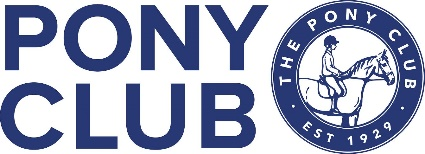 PONY
CLUB
THE PONY CLUB
· EST 1929 ·